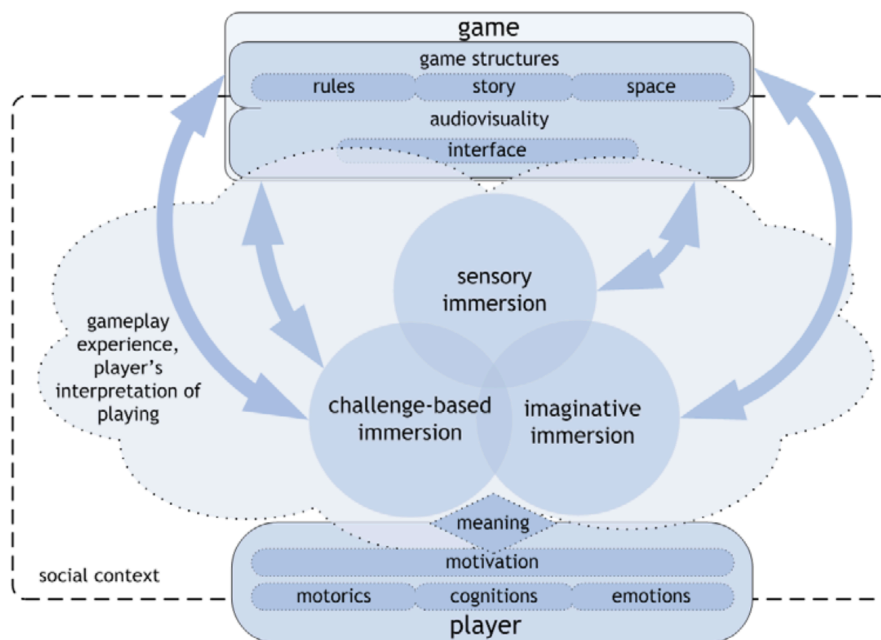 game
game structures
rules story space
audiovisuality
interface
sensory
immersion
gameplay
experience,
player's
interpretation of
playing
challenge-based
immersion
imaginative
immersion
meaning
motivation
social context
motorics cognitions emotions
player